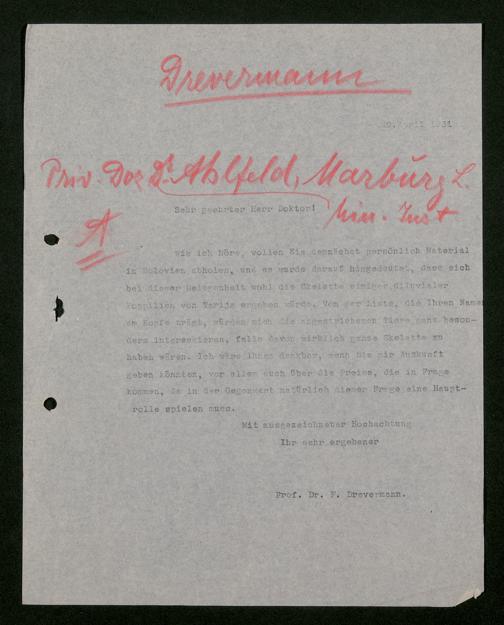 Drevermann
29.April 1931
Priv. Doz Dr. Ahlfeld, Marburg L.
Min. Inst
A
Sehr geehrter Herr Doktor!
Wie ich höre, wollen Sie demnächst persönlich Material
in Bolovien abholen, und es wurde darauf hingedeutet, dass sich
bei dieser Gelegenheit wohl die Skelette einiger diluvialer
Fossilien von Tarija ergeben würde. Von der Liste, die Ihren Namen
am Kopfe trägt, würden mich die angestrichenen Tiere ganz beson-
ders interessieren, falls davon wirklich ganze Skelette zu
haben wären. Ich wäre Ihnen dankbar, wenn Sie mir Auskunft
geben könnten, vor allem auch über die Preise, die in Frage
kommen, da in der Gegenwart natürlich dieser Frage eine Haupt-
rolle spielen muss.
Mit ausgezeichneter Hochachtung
Ihr sehr ergebener
Prof. Dr. F. Drevermann.